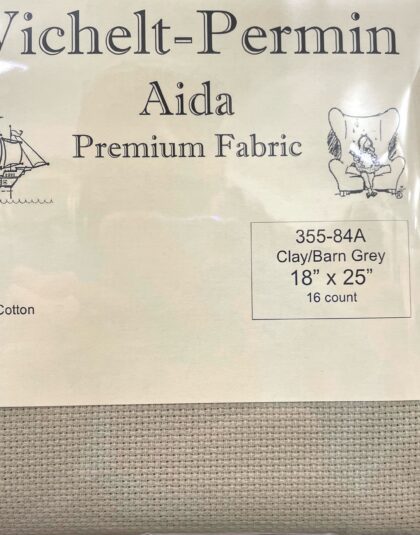 Vichelt-Permin
Aida
Premium Fabric
355-84A
Clay/Barn Grey
18” x 25”
16 count
Cotton